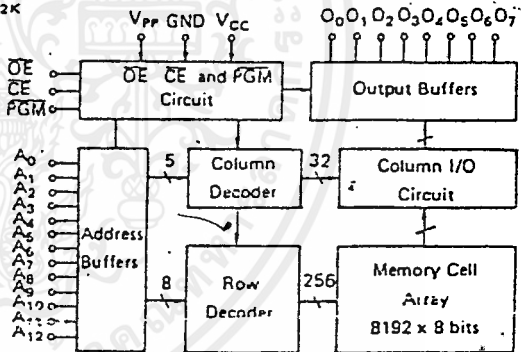 2K
VPP GND VCC
O0 O1 O2 O3 O4 O5 O6 O7
OE
CE
PGM
OE CE and PGM
Circuit
Output Buffers
A0
A1
A2
A3
A4
A5
A6
A7
A8
A9
A10
A11
A12
Address
Buffers
5
Column
Decoder
32
Column I/O
Circuit
8
Row
Decoder
256
Memory Cell
Array
8192 x 8 bits